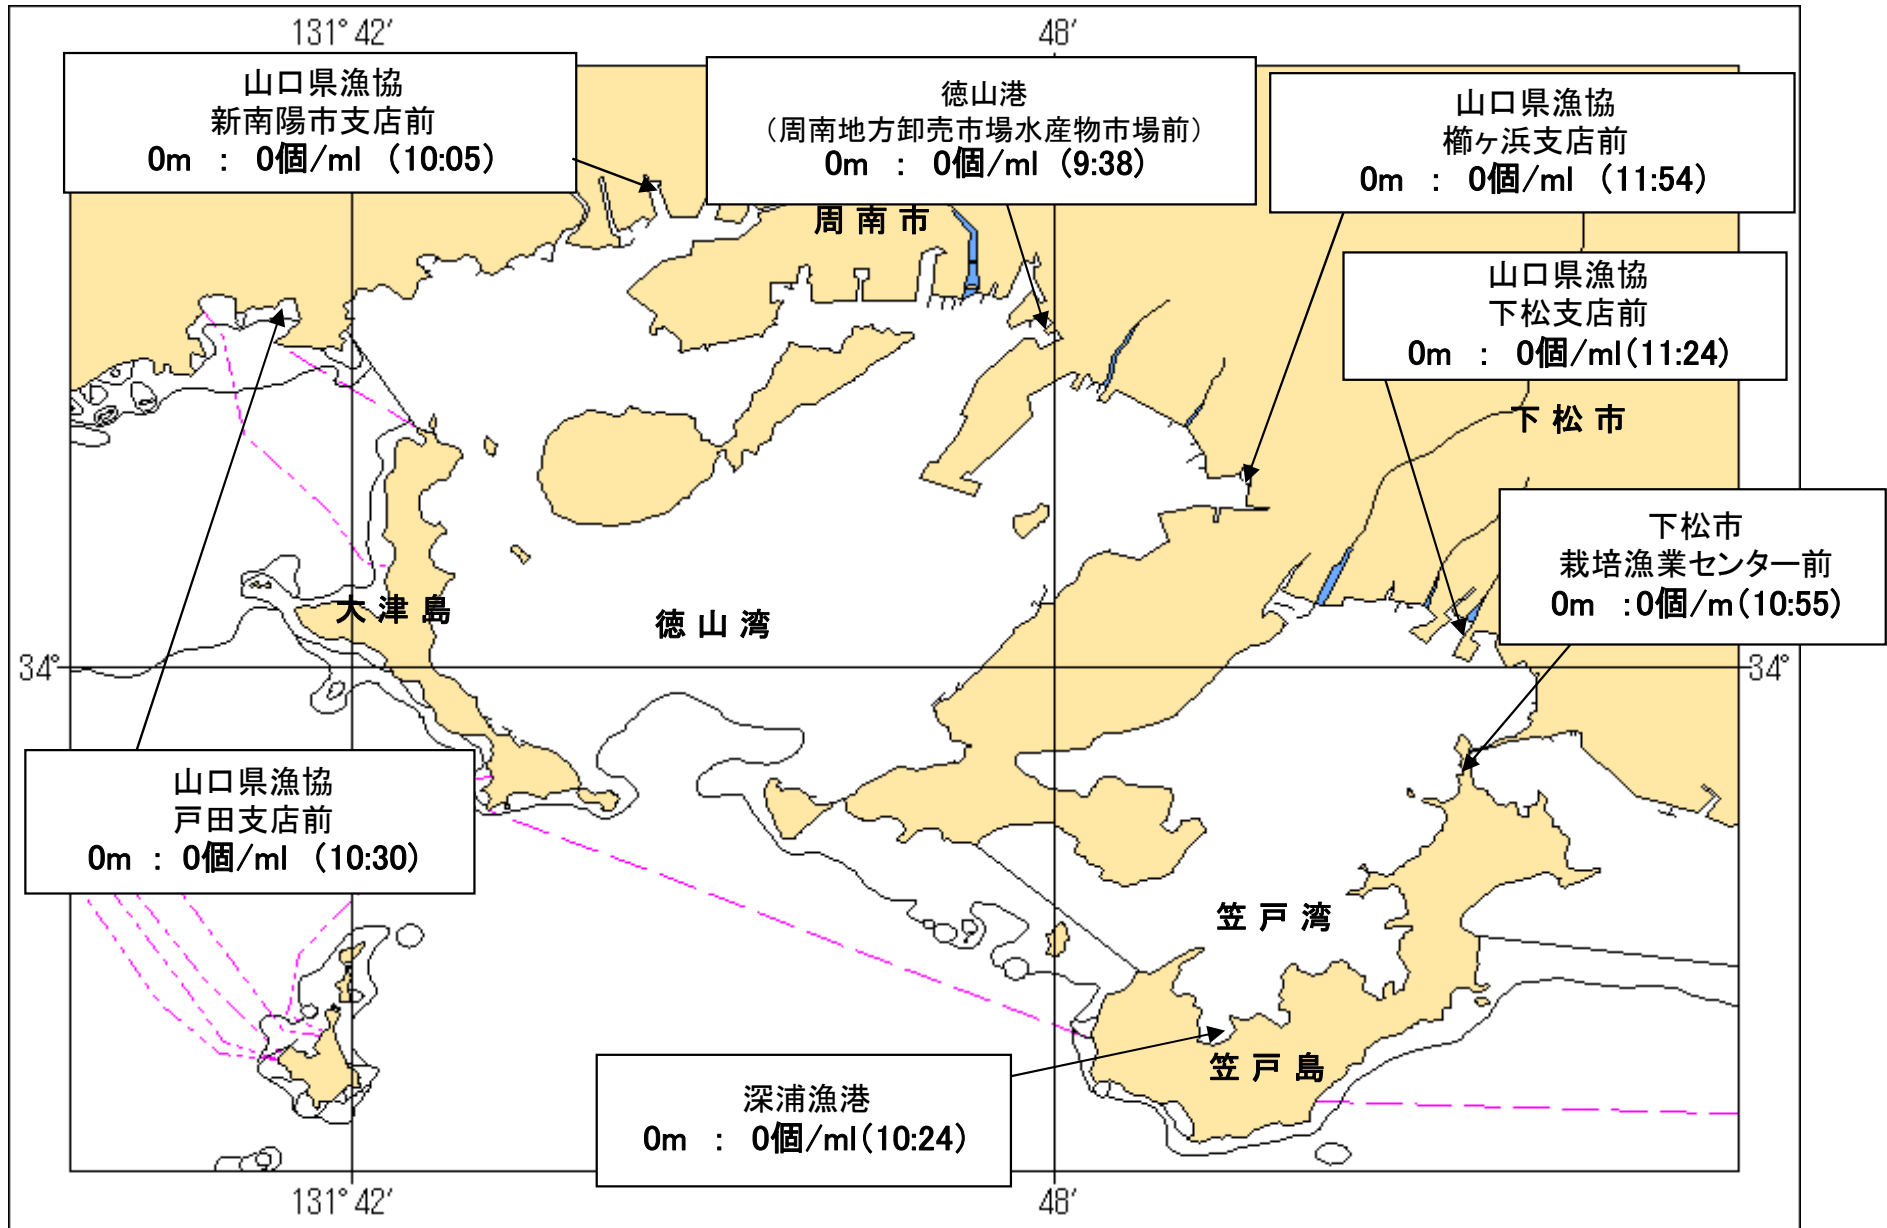 131°42′
48′
山口県漁協
新南陽市支店前
0m : 0個/ml (10:05)
徳山港
(周南地方卸売市場水産物市場前)
0m : 0個/ml (9:38)
山口県漁協
櫛ヶ浜支店前
0m : 0個/ml (11:54)
周南市
山口県漁協
下松支店前
0m : 0個/ml(11:24)
下松市
下松市
栽培漁業センター前
0m :0個/m(10:55)
大津島
徳山湾
34°
34°
山口県漁協
戸田支店前
0m : 0個/ml (10:30)
笠戸湾
笠戸島
深浦漁港
0m : 0個/ml(10:24)
131°42′
48′